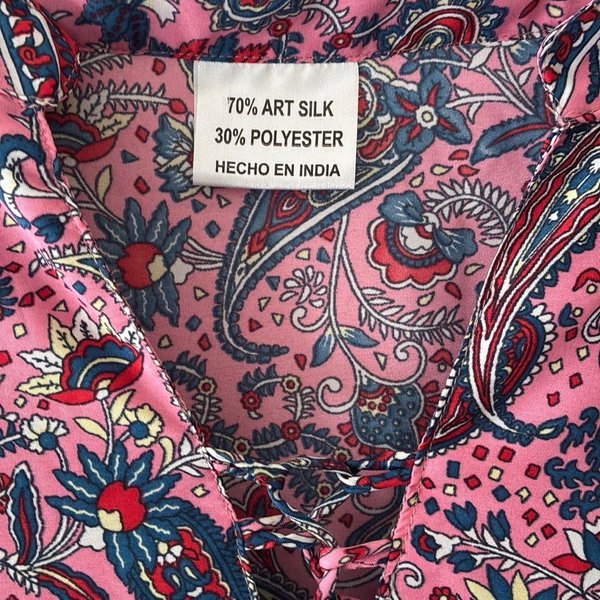 70% ART SILK
30% POLYESTER
HECHO EN INDIA